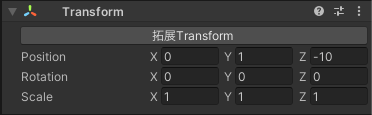 Transform
拓展Transform
Position X 0 Y 1 Z -10
Rotation X 0 Y 0 Z 0
Scale X 1 Y 1 Z 1